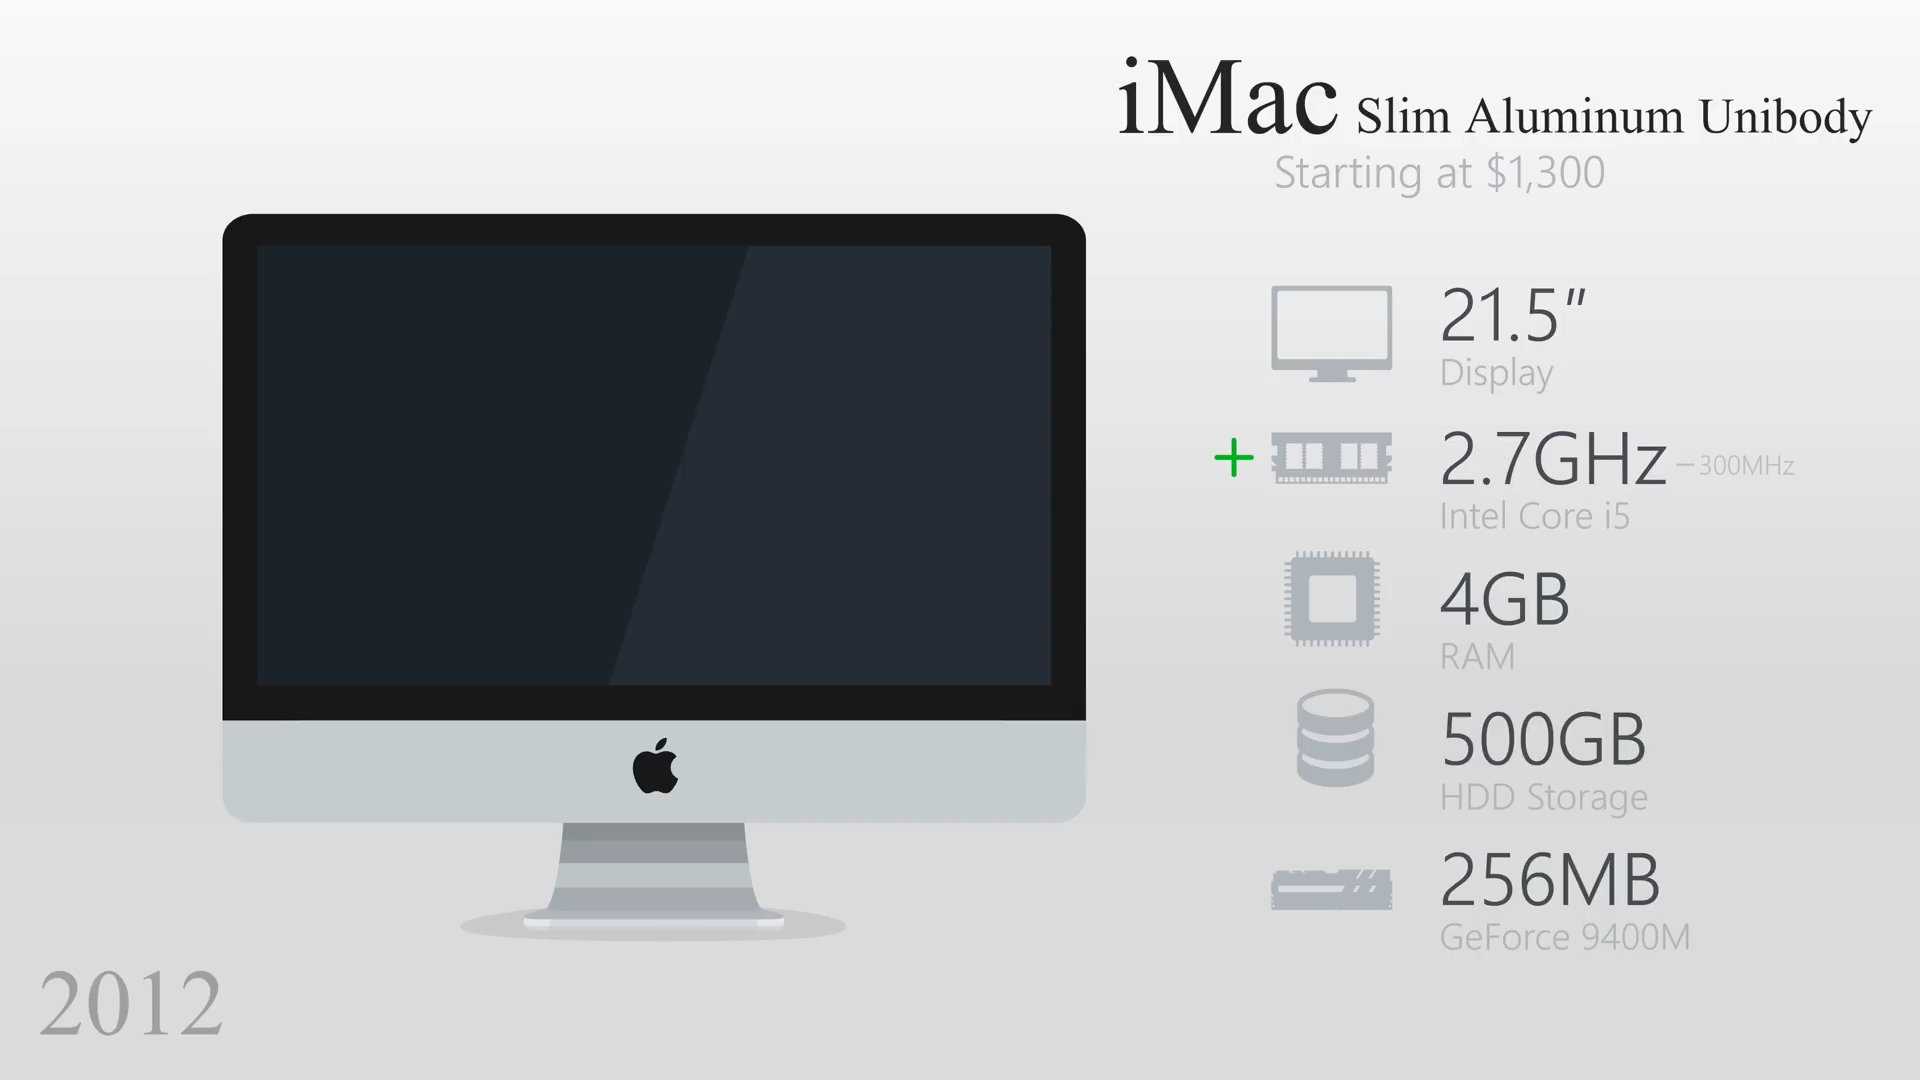 iMac Slim Aluminum Unibody
Starting at $1,300
21.5"
Display
2.7GHz –300MHz
Intel Core i5
4GB
RAM
500GB
HDD Storage
256MB
GeForce 9400M
2012